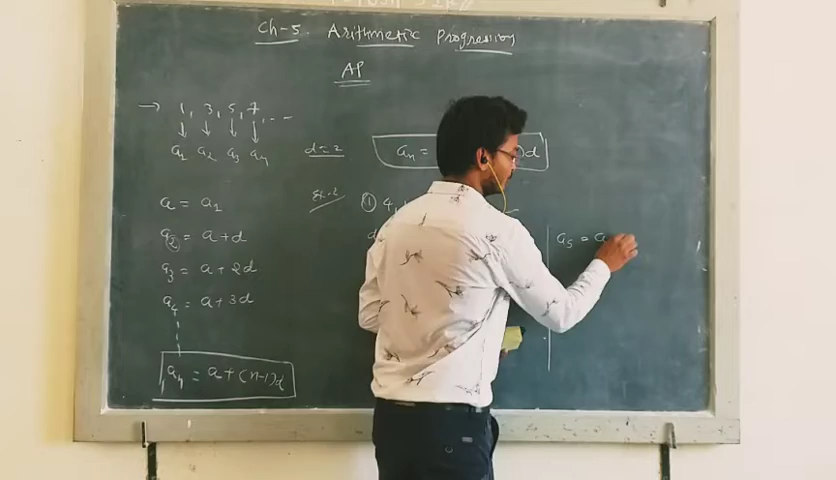 Ch-5. Arithmetic Progression
AP
→ 1, 3, 5, 7, ...
a₁ a₂ a₃ a₄
d = 2
aₙ = d
a = a₁
① 4,
a₂ = a + d
d
a₅ = a
a₃ = a + 2d
a₄ = a + 3d
aₙ = a + (n-1)d